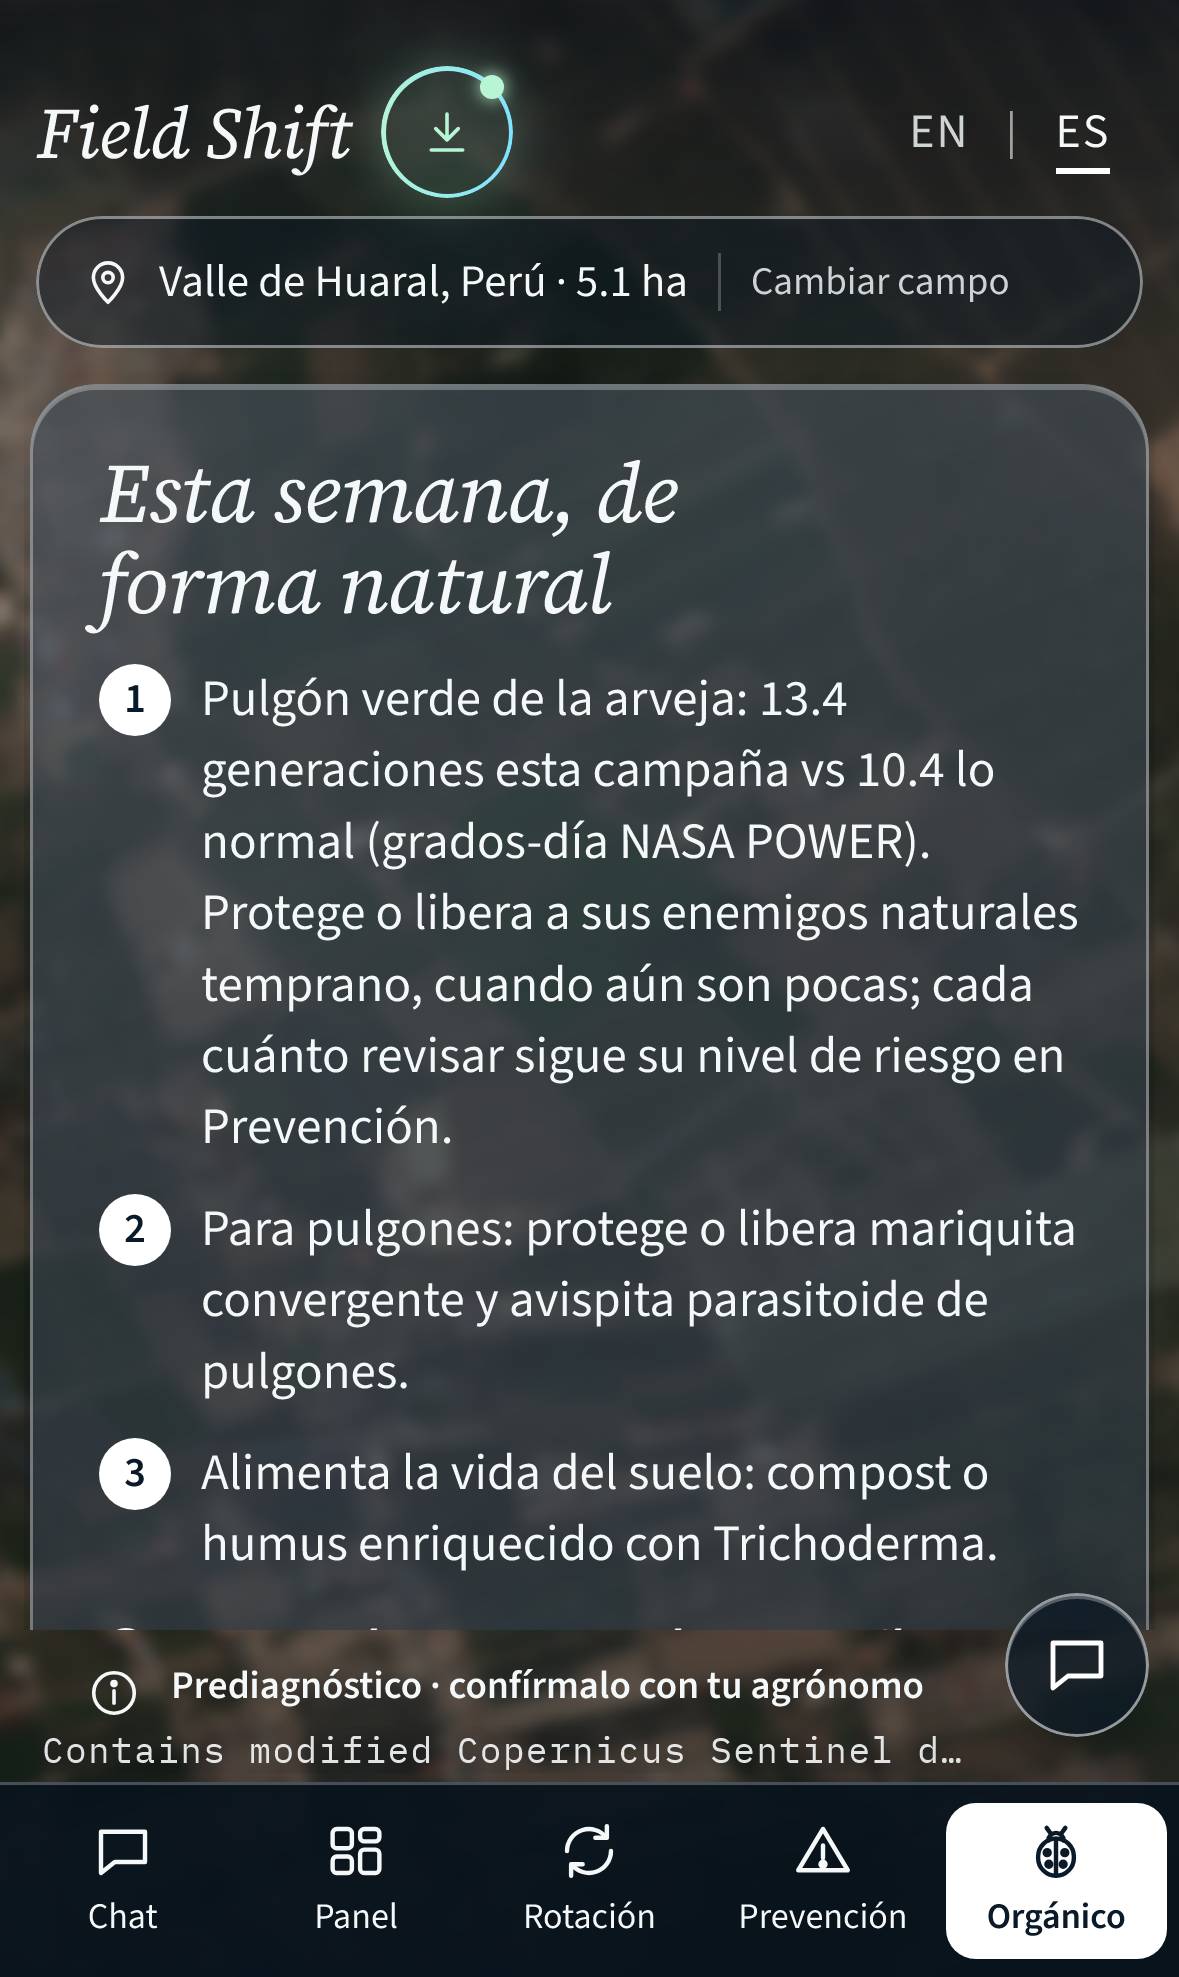 Field Shift
EN | ES
Valle de Huaral, Perú · 5.1 ha | Cambiar campo
Esta semana, de
forma natural
1 Pulgón verde de la arveja: 13.4
generaciones esta campaña vs 10.4 lo
normal (grados-día NASA POWER).
Protege o libera a sus enemigos naturales
temprano, cuando aún son pocas; cada
cuánto revisar sigue su nivel de riesgo en
Prevención.
2 Para pulgones: protege o libera mariquita
convergente y avispita parasitoide de
pulgones.
3 Alimenta la vida del suelo: compost o
humus enriquecido con Trichoderma.
Prediagnóstico · confírmalo con tu agrónomo
Contains modified Copernicus Sentinel d…
Chat Panel Rotación Prevención Orgánico